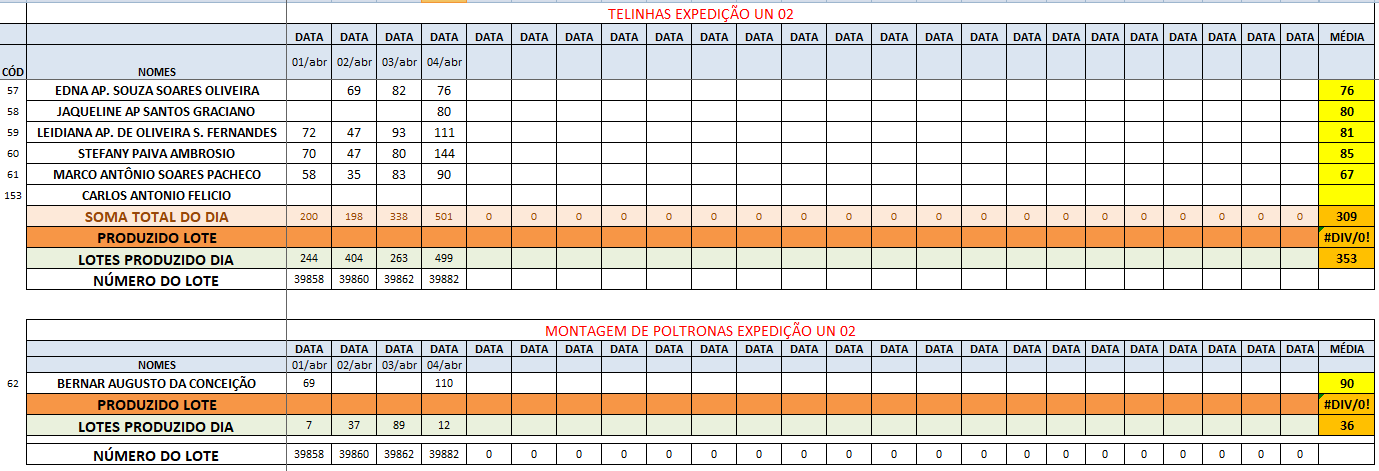 TELINHAS EXPEDIÇÃO UN 02
DATA DATA DATA DATA DATA DATA DATA DATA DATA DATA DATA DATA DATA DATA DATA DATA DATA DATA DATA DATA DATA DATA DATA MÉDIA
CÓD NOMES 01/abr 02/abr 03/abr 04/abr
57 EDNA AP. SOUZA SOARES OLIVEIRA 69 82 76 76
58 JAQUELINE AP SANTOS GRACIANO 80 80
59 LEIDIANA AP. DE OLIVEIRA S. FERNANDES 72 47 93 111 81
60 STEFANY PAIVA AMBROSIO 70 47 80 144 85
61 MARCO ANTÔNIO SOARES PACHECO 58 35 83 90 67
153 CARLOS ANTONIO FELICIO
SOMA TOTAL DO DIA 200 198 338 501 0 0 0 0 0 0 0 0 0 0 0 0 0 0 0 0 0 0 0 309
PRODUZIDO LOTE #DIV/0!
LOTES PRODUZIDO DIA 244 404 263 499 353
NÚMERO DO LOTE 39858 39860 39862 39882
MONTAGEM DE POLTRONAS EXPEDIÇÃO UN 02
DATA DATA DATA DATA DATA DATA DATA DATA DATA DATA DATA DATA DATA DATA DATA DATA DATA DATA DATA DATA DATA DATA DATA MÉDIA
NOMES 01/abr 02/abr 03/abr 04/abr
62 BERNAR AUGUSTO DA CONCEIÇÃO 69 110 90
PRODUZIDO LOTE #DIV/0!
LOTES PRODUZIDO DIA 7 37 89 12 36
NÚMERO DO LOTE 39858 39860 39862 39882 0 0 0 0 0 0 0 0 0 0 0 0 0 0 0 0 0 0 0